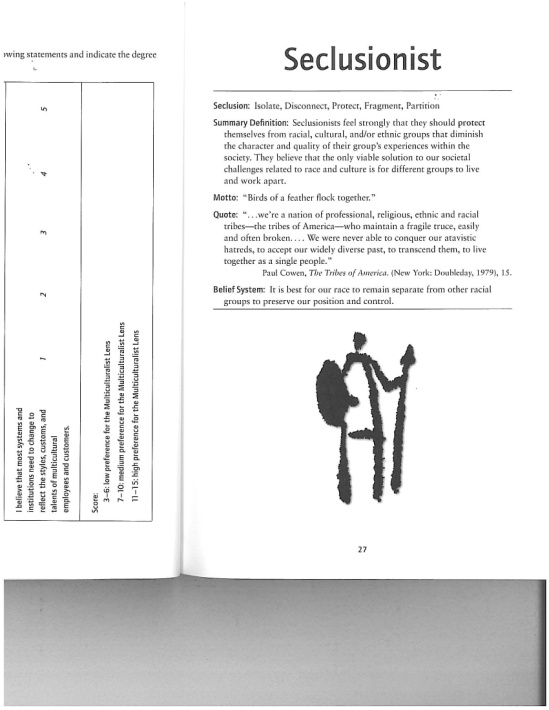 wing statements and indicate the degree
1 2 3 4 5
I believe that most systems and
institutions need to change to
reflect the styles, customs, and
talents of multicultural
employees and customers.
Score:
3–6: low preference for the Multiculturalist Lens
7–10: medium preference for the Multiculturalist Lens
11–15: high preference for the Multiculturalist Lens
Seclusionist
Seclusion: Isolate, Disconnect, Protect, Fragment, Partition
Summary Definition: Seclusionists feel strongly that they should protect
themselves from racial, cultural, and/or ethnic groups that diminish
the character and quality of their group's experiences within the
society. They believe that the only viable solution to our societal
challenges related to race and culture is for different groups to live
and work apart.
Motto: “Birds of a feather flock together.”
Quote: “…we're a nation of professional, religious, ethnic and racial
tribes—the tribes of America—who maintain a fragile truce, easily
and often broken.… We were never able to conquer our atavistic
hatreds, to accept our widely diverse past, to transcend them, to live
together as a single people.”
Paul Cowen, The Tribes of America. (New York: Doubleday, 1979), 15.
Belief System: It is best for our race to remain separate from other racial
groups to preserve our position and control.
27